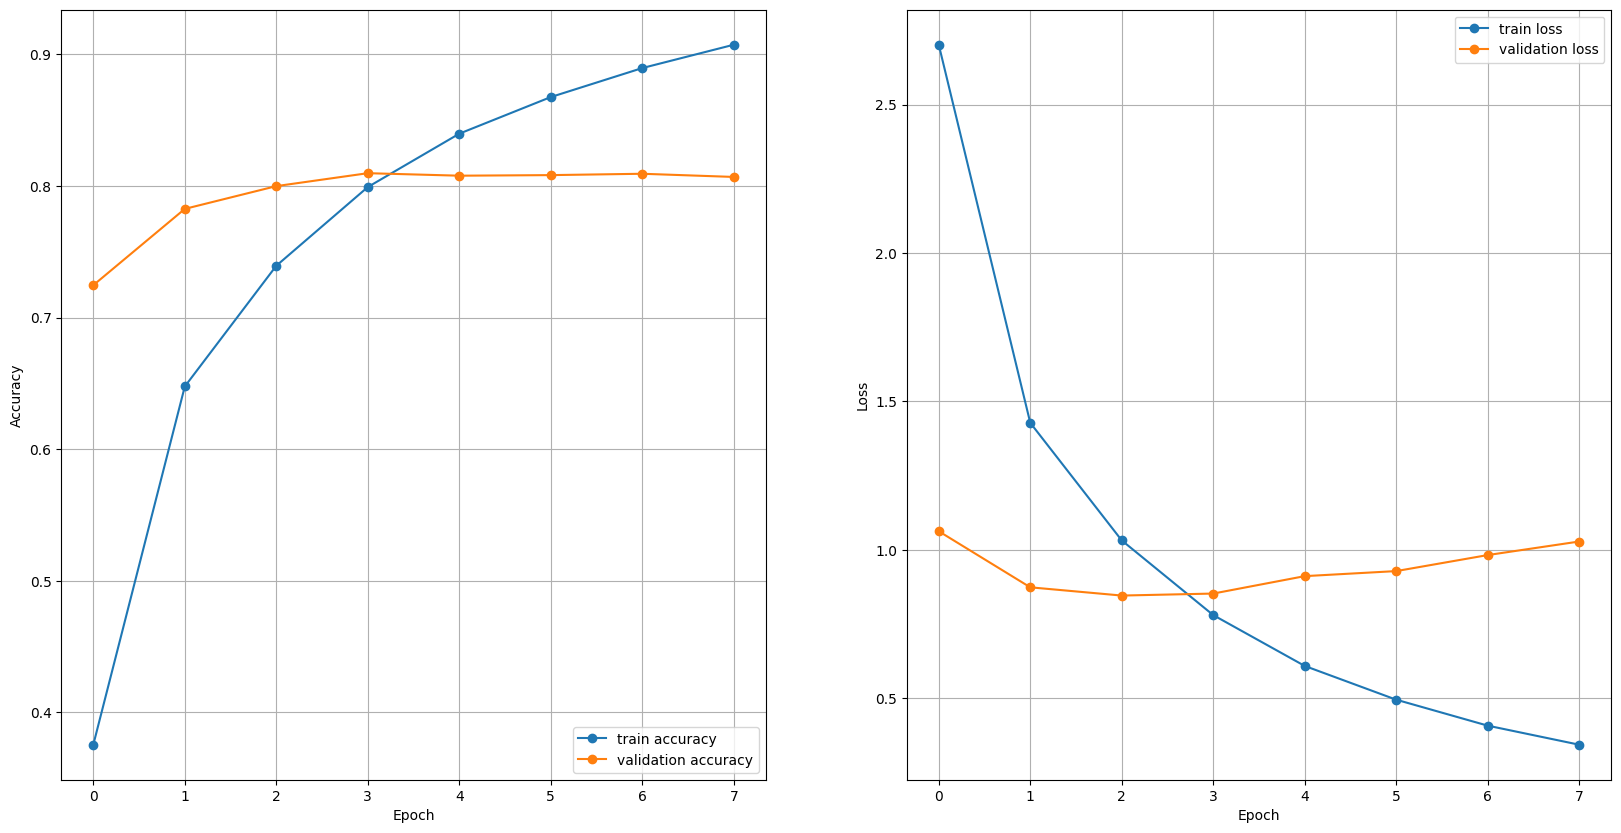 0.9
0.8
0.7
0.6
0.5
0.4
Accuracy
0 1 2 3 4 5 6 7
Epoch
train accuracy
validation accuracy
2.5
2.0
1.5
1.0
0.5
Loss
0 1 2 3 4 5 6 7
Epoch
train loss
validation loss